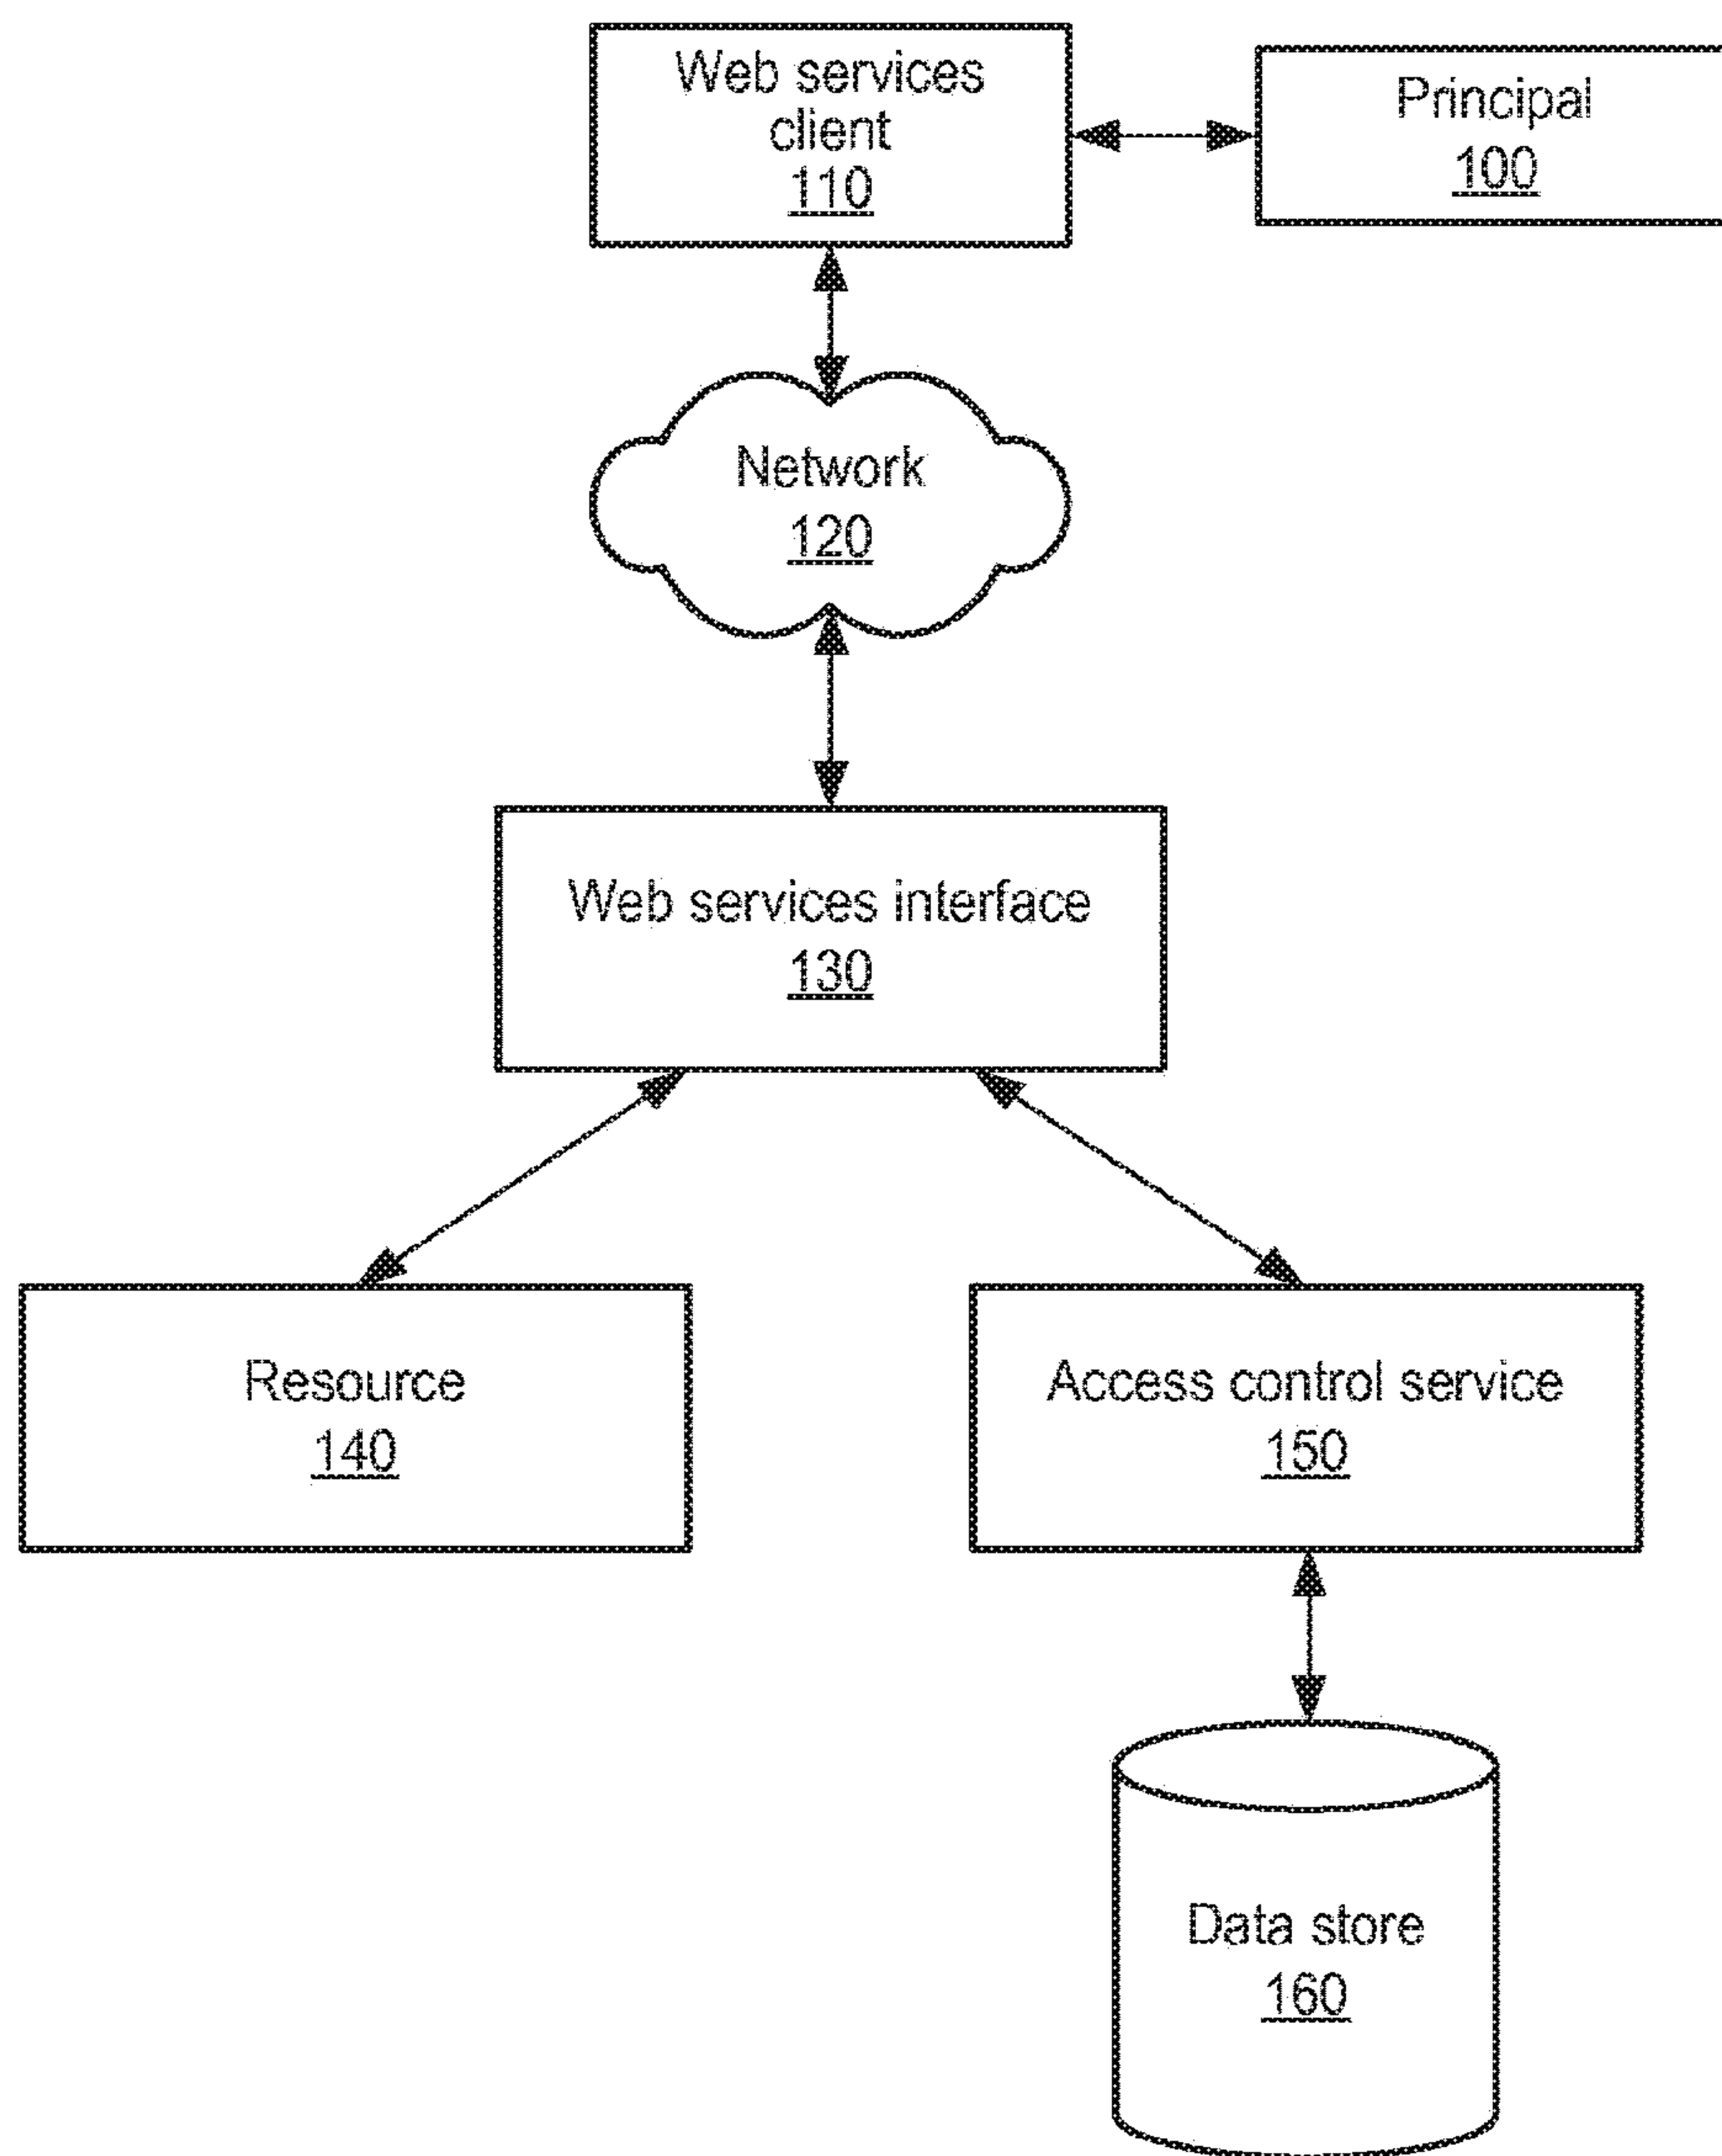 Web services
client
110
Principal
100
Network
120
Web services interface
130
Resource
140
Access control service
150
Data store
160